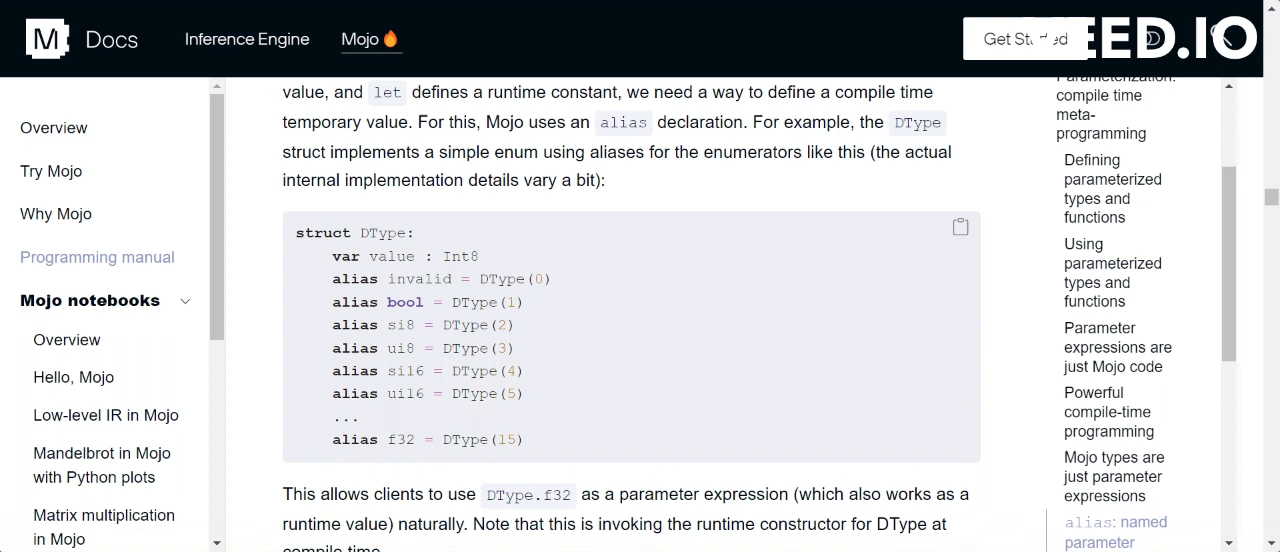 M Docs
Inference Engine
Mojo🔥
Get
EED.IO
Overview
Try Mojo
Why Mojo
Programming manual
Mojo notebooks
Overview
Hello, Mojo
Low-level IR in Mojo
Mandelbrot in Mojo
with Python plots
Matrix multiplication
in Mojo
value, and let defines a runtime constant, we need a way to define a compile time
temporary value. For this, Mojo uses an alias declaration. For example, the DType
struct implements a simple enum using aliases for the enumerators like this (the actual
internal implementation details vary a bit):
struct DType:
    var value : Int8
    alias invalid = DType(0)
    alias bool = DType(1)
    alias si8 = DType(2)
    alias ui8 = DType(3)
    alias si16 = DType(4)
    alias ui16 = DType(5)
    ...
    alias f32 = DType(15)
This allows clients to use DType.f32 as a parameter expression (which also works as a
runtime value) naturally. Note that this is invoking the runtime constructor for DType at
compile time.
Parameterization:
compile time
meta-
programming
Defining
parameterized
types and
functions
Using
parameterized
types and
functions
Parameter
expressions are
just Mojo code
Powerful
compile-time
programming
Mojo types are
just parameter
expressions
alias: named
parameter